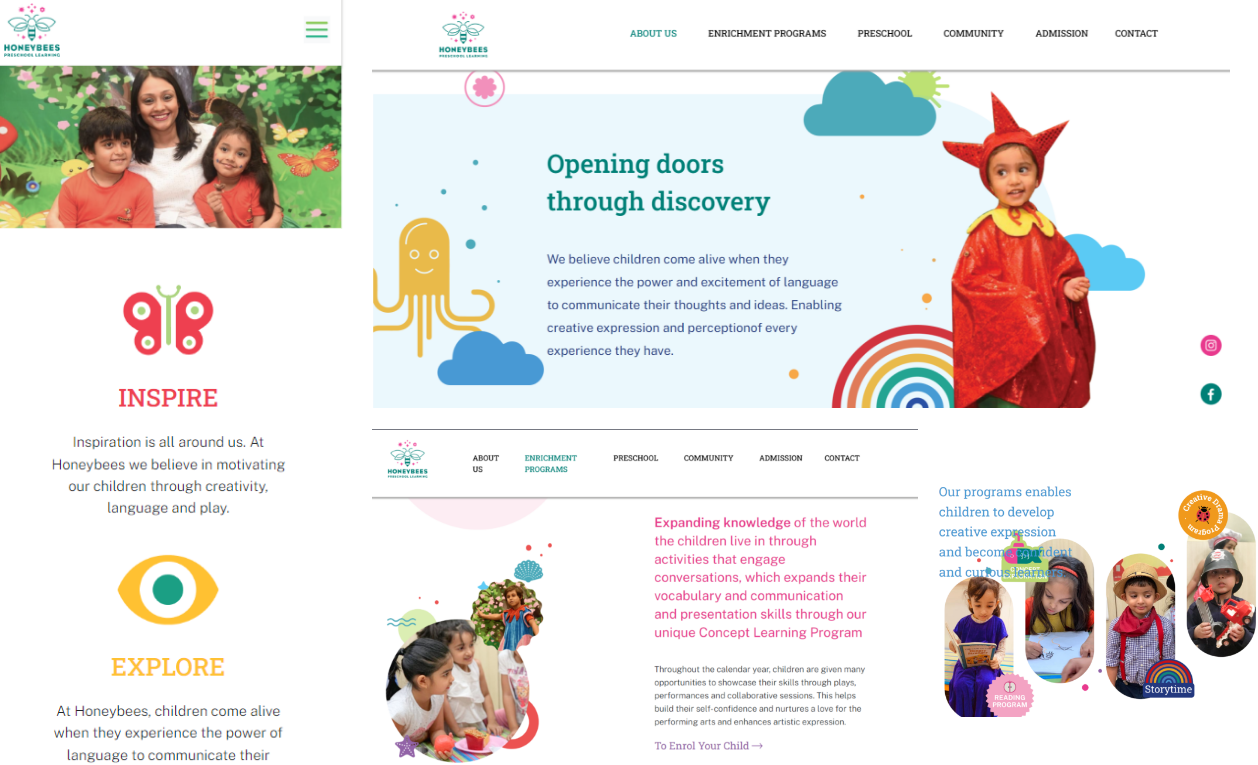 HONEYBEES
PRESCHOOL LEARNING
INSPIRE
Inspiration is all around us. At
Honeybees we believe in motivating
our children through creativity,
language and play.
EXPLORE
At Honeybees, children come alive
when they experience the power of
language to communicate their
HONEYBEES
PRESCHOOL LEARNING
ABOUT US
ENRICHMENT PROGRAMS
PRESCHOOL
COMMUNITY
ADMISSION
CONTACT
Opening doors
through discovery
We believe children come alive when they
experience the power and excitement of language
to communicate their thoughts and ideas. Enabling
creative expression and perceptionof every
experience they have.
HONEYBEES
PRESCHOOL LEARNING
ABOUT
US
ENRICHMENT
PROGRAMS
PRESCHOOL
COMMUNITY
ADMISSION
CONTACT
Expanding knowledge of the world
the children live in through
activities that engage
conversations, which expands their
vocabulary and communication
and presentation skills through our
unique Concept Learning Program
Throughout the calendar year, children are given many
opportunities to showcase their skills through plays,
performances and collaborative sessions. This helps
build their self-confidence and nurtures a love for the
performing arts and enhances artistic expression.
To Enrol Your Child →
Our programs enables
children to develop
creative expression
and become confident
and curious learners.
Creative Drama Program
READING
PROGRAM
Storytime